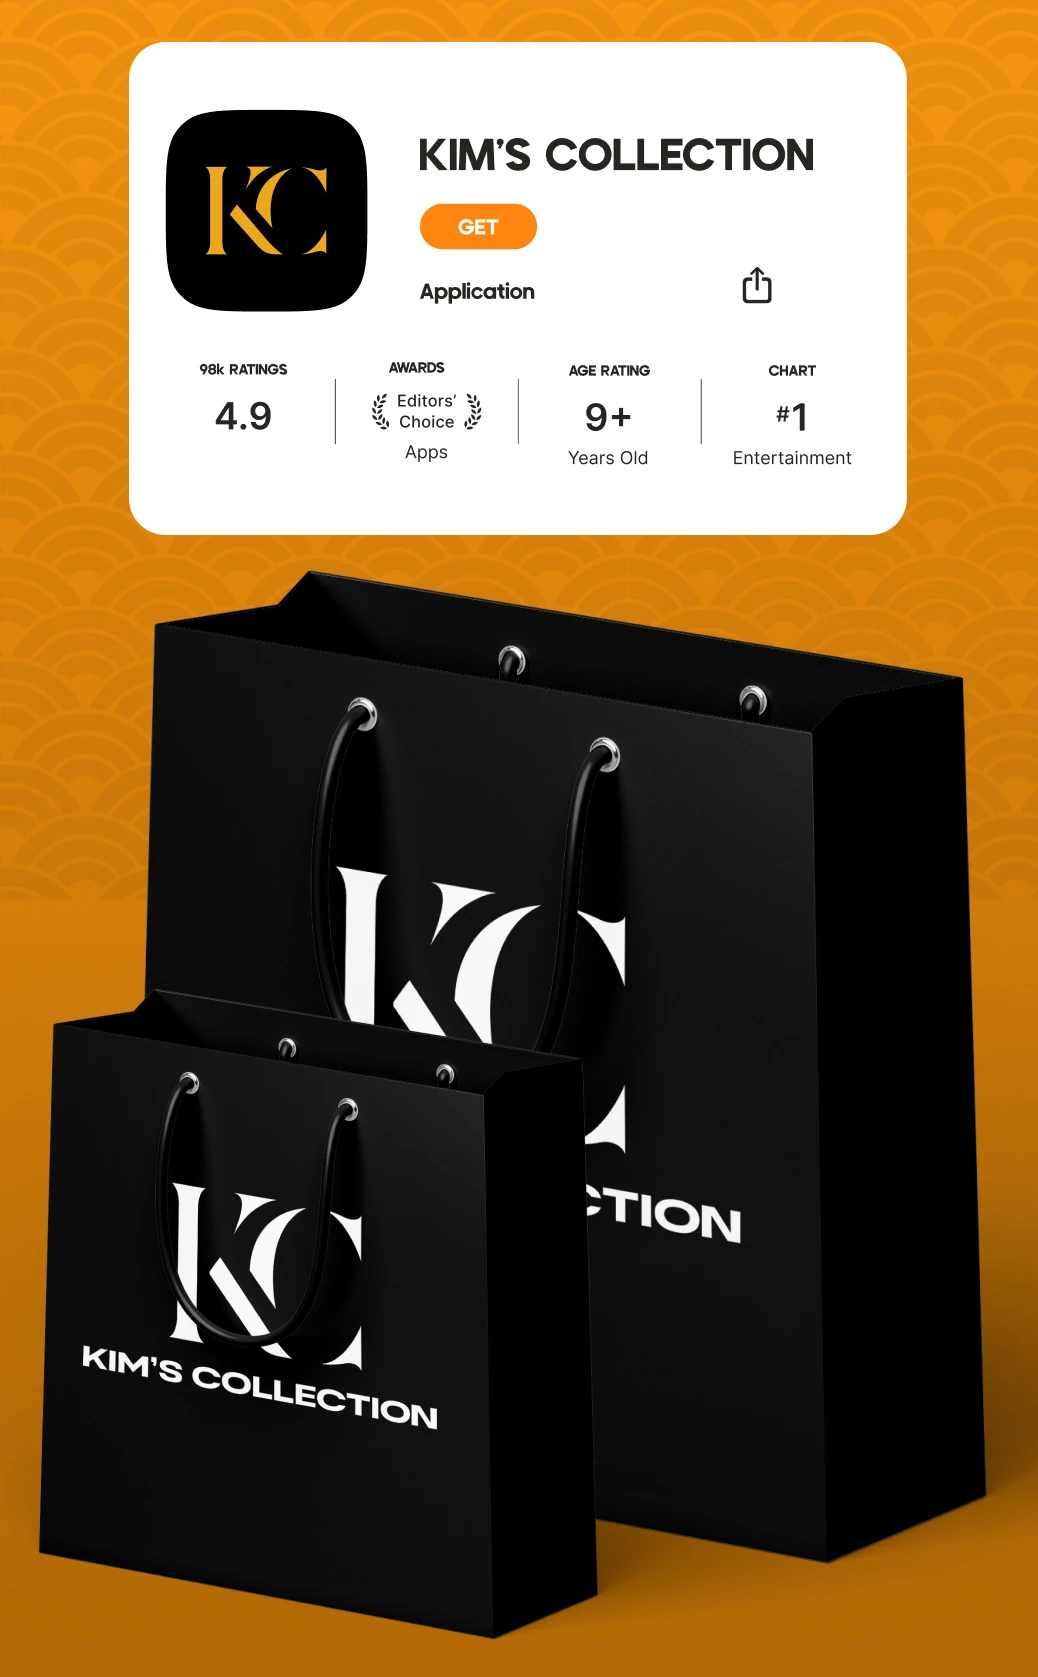 KC
KIM'S COLLECTION
GET
Application
98k RATINGS
4.9
AWARDS
Editors'
Choice
Apps
AGE RATING
9+
Years Old
CHART
#1
Entertainment
KC
CTION
KC
KIM'S COLLECTION